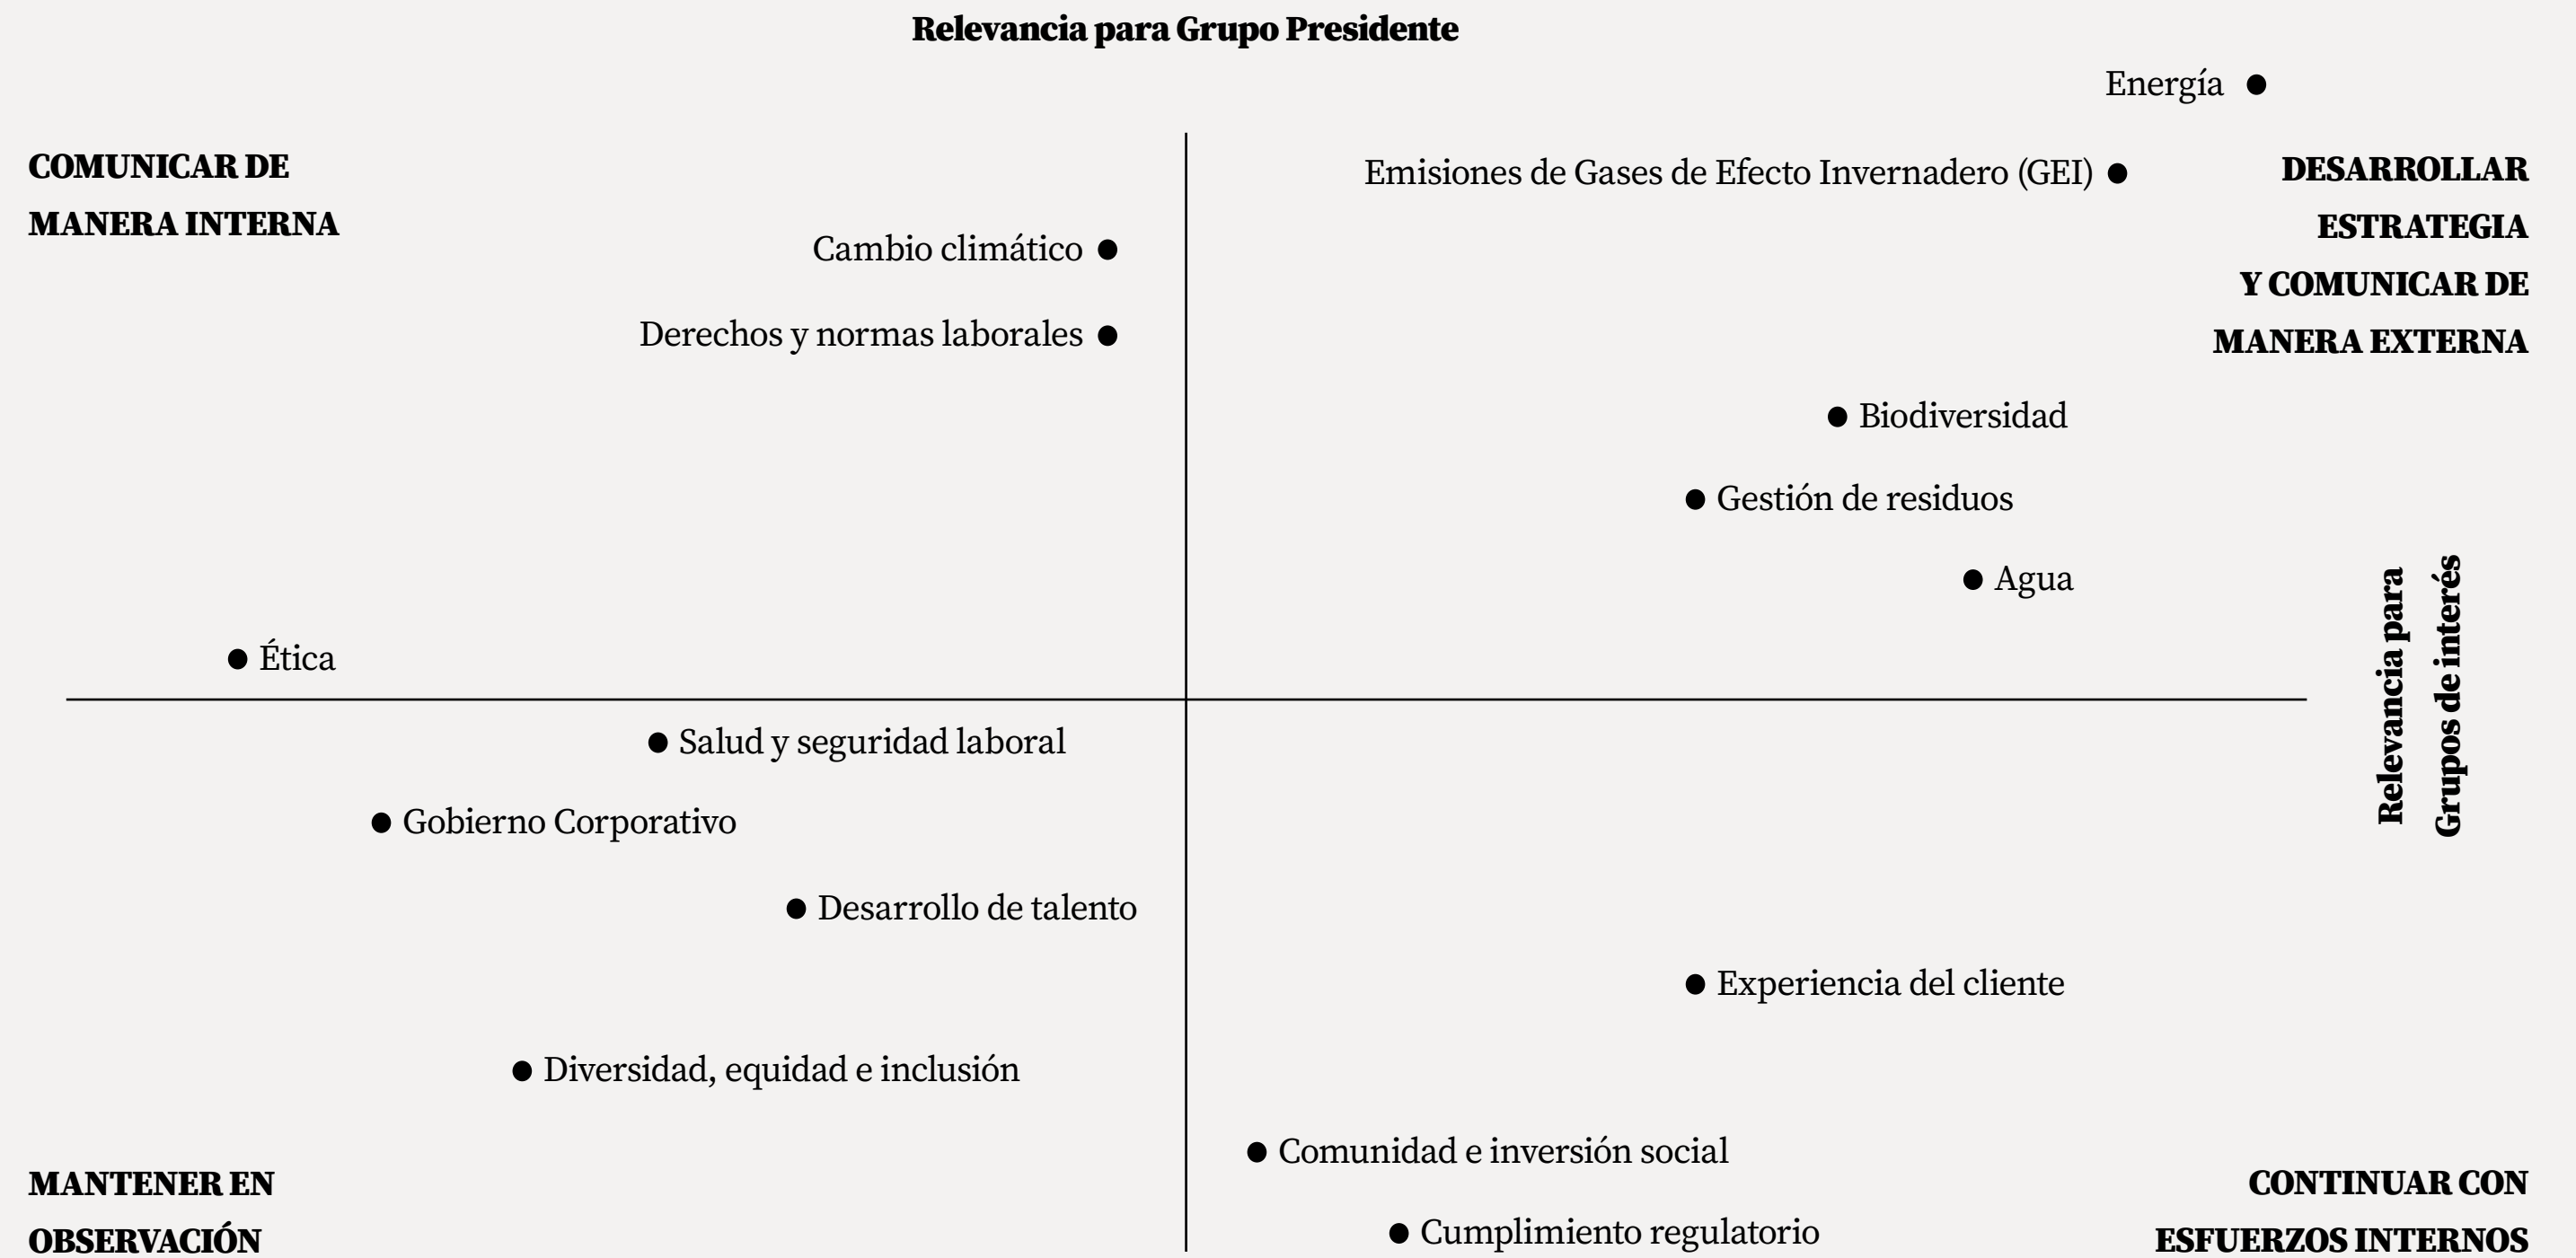 Relevancia para Grupo Presidente
Energía
COMUNICAR DE
MANERA INTERNA
Emisiones de Gases de Efecto Invernadero (GEI)
DESARROLLAR
ESTRATEGIA
Y COMUNICAR DE
MANERA EXTERNA
Cambio climático
Derechos y normas laborales
Biodiversidad
Gestión de residuos
Agua
Relevancia para
Grupos de interés
Ética
Salud y seguridad laboral
Gobierno Corporativo
Desarrollo de talento
Experiencia del cliente
Diversidad, equidad e inclusión
Comunidad e inversión social
Cumplimiento regulatorio
MANTENER EN
OBSERVACIÓN
CONTINUAR CON
ESFUERZOS INTERNOS